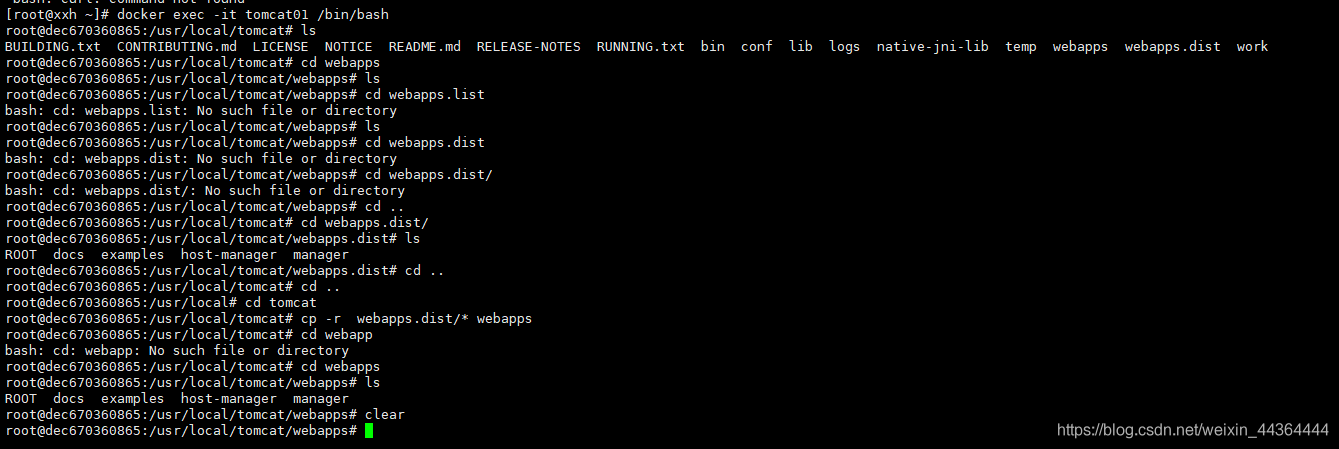 bash: curl: command not found
[root@xxh ~]# docker exec -it tomcat01 /bin/bash
root@dec670360865:/usr/local/tomcat# ls
BUILDING.txt  CONTRIBUTING.md  LICENSE  NOTICE  README.md  RELEASE-NOTES  RUNNING.txt  bin  conf  lib  logs  native-jni-lib  temp  webapps  webapps.dist  work
root@dec670360865:/usr/local/tomcat# cd webapps
root@dec670360865:/usr/local/tomcat/webapps# ls
root@dec670360865:/usr/local/tomcat/webapps# cd webapps.list
bash: cd: webapps.list: No such file or directory
root@dec670360865:/usr/local/tomcat/webapps# ls
root@dec670360865:/usr/local/tomcat/webapps# cd webapps.dist
bash: cd: webapps.dist: No such file or directory
root@dec670360865:/usr/local/tomcat/webapps# cd webapps.dist/
bash: cd: webapps.dist/: No such file or directory
root@dec670360865:/usr/local/tomcat/webapps# cd ..
root@dec670360865:/usr/local/tomcat# cd webapps.dist/
root@dec670360865:/usr/local/tomcat/webapps.dist# ls
ROOT  docs  examples  host-manager  manager
root@dec670360865:/usr/local/tomcat/webapps.dist# cd ..
root@dec670360865:/usr/local/tomcat# cd ..
root@dec670360865:/usr/local# cd tomcat
root@dec670360865:/usr/local/tomcat# cp -r  webapps.dist/* webapps
root@dec670360865:/usr/local/tomcat# cd webapp
bash: cd: webapp: No such file or directory
root@dec670360865:/usr/local/tomcat# cd webapps
root@dec670360865:/usr/local/tomcat/webapps# ls
ROOT  docs  examples  host-manager  manager
root@dec670360865:/usr/local/tomcat/webapps# clear
root@dec670360865:/usr/local/tomcat/webapps#
https://blog.csdn.net/weixin_44364444